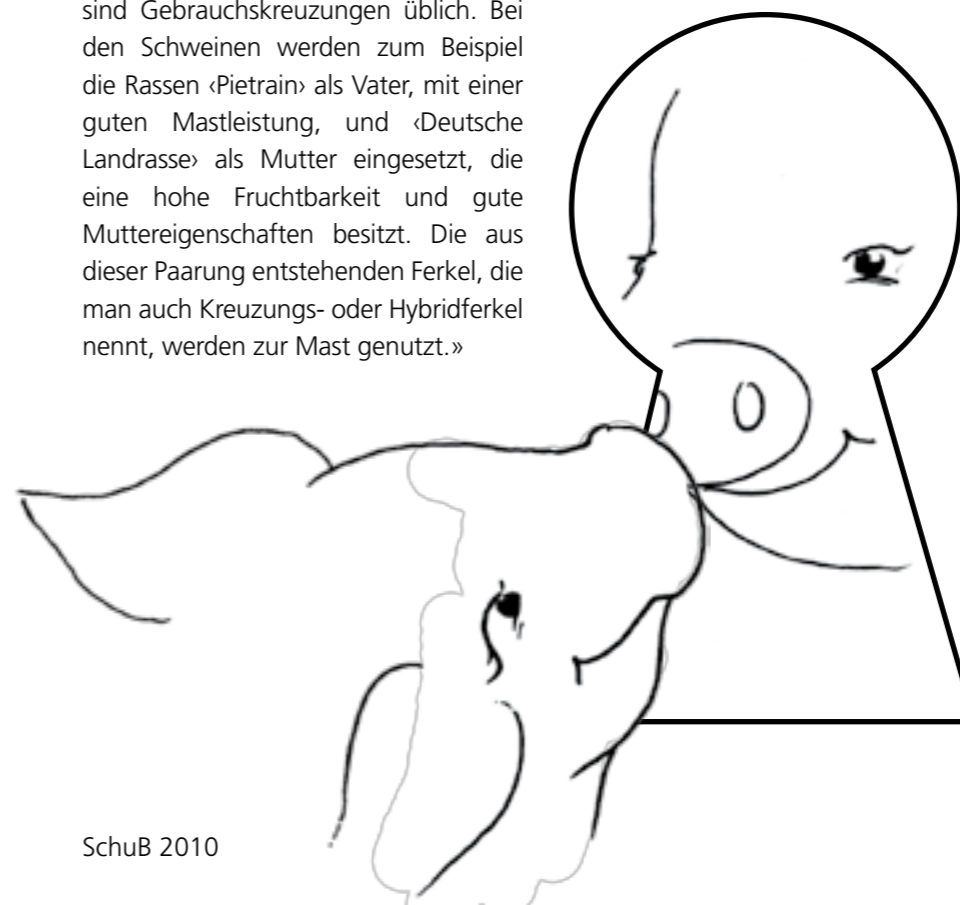 sind Gebrauchskreuzungen üblich. Bei
den Schweinen werden zum Beispiel
die Rassen ‹Pietrain› als Vater, mit einer
guten Mastleistung, und ‹Deutsche
Landrasse› als Mutter eingesetzt, die
eine hohe Fruchtbarkeit und gute
Muttereigenschaften besitzt. Die aus
dieser Paarung entstehenden Ferkel, die
man auch Kreuzungs- oder Hybridferkel
nennt, werden zur Mast genutzt.»
SchuB 2010